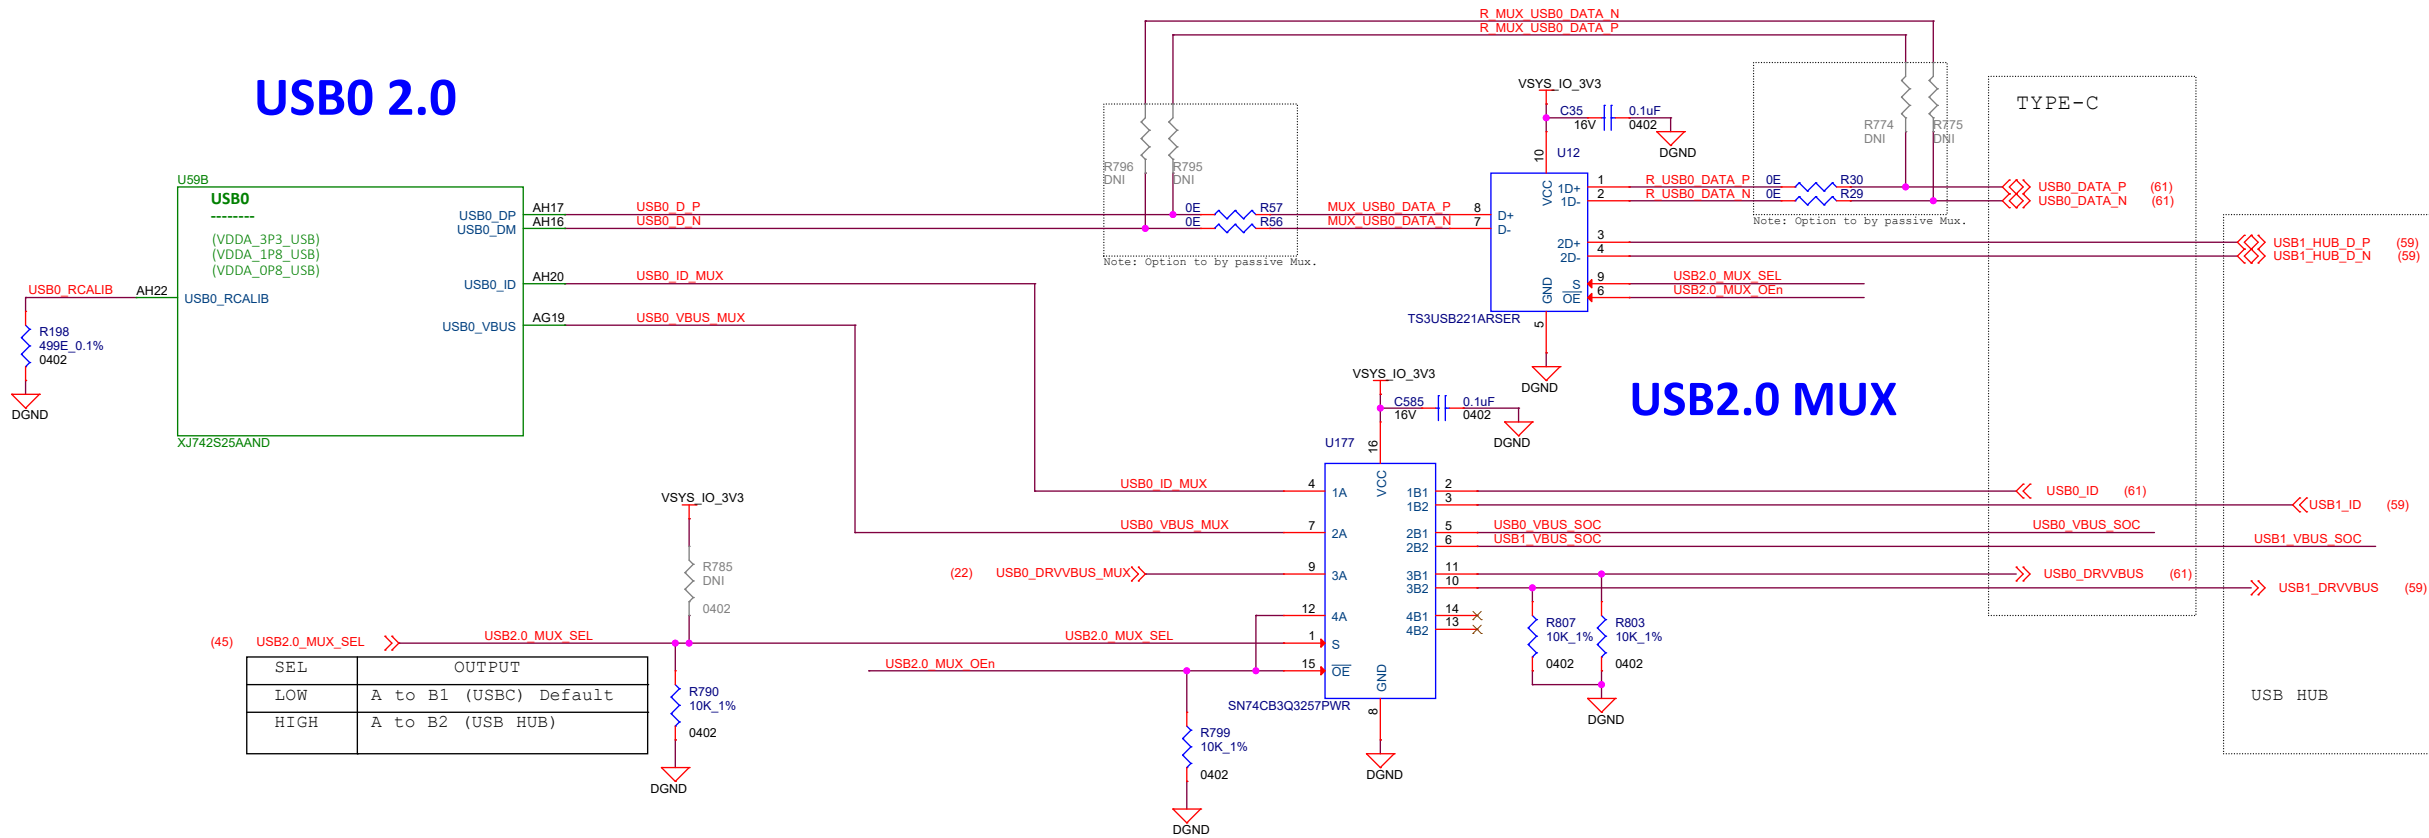 R_MUX_USB0_DATA_N
R_MUX_USB0_DATA_P
USB0 2.0
VSYS_IO_3V3
C35
0.1uF
16V
0402
DGND
R774
DNI
R775
DNI
TYPE-C
R796
DNI
R795
DNI
U12
10
VCC
U59B
USB0
--------
(VDDA_3P3_USB)
(VDDA_1P8_USB)
(VDDA_0P8_USB)
USB0_RCALIB
AH22
USB0_RCALIB
USB0_DP
USB0_DM
USB0_ID
USB0_VBUS
AH17
AH16
AH20
AG19
XJ742S25AAND
R198
499E_0.1%
0402
DGND
USB0_D_P
USB0_D_N
USB0_ID_MUX
USB0_VBUS_MUX
0E
R57
0E
R56
Note: Option to by passive Mux.
MUX_USB0_DATA_P
MUX_USB0_DATA_N
8
7
D+
D-
1D+
1D-
2D+
2D-
S
OE
GND
1
2
3
4
9
6
5
TS3USB221ARSER
DGND
R_USB0_DATA_P
R_USB0_DATA_N
0E
R30
0E
R29
Note: Option to by passive Mux.
USB0_DATA_P (61)
USB0_DATA_N (61)
USB1_HUB_D_P (59)
USB1_HUB_D_N (59)
USB2.0_MUX_SEL
USB2.0_MUX_OEn
USB2.0 MUX
VSYS_IO_3V3
C585
0.1uF
16V
0402
DGND
U177
16
VCC
USB0_ID_MUX
4
1A
USB0_VBUS_MUX
7
2A
(22) USB0_DRVVBUS_MUX
9
3A
12
4A
USB2.0_MUX_SEL
1
S
USB2.0_MUX_OEn
15
OE
GND
8
SN74CB3Q3257PWR
DGND
1B1
1B2
2B1
2B2
3B1
3B2
4B1
4B2
2
3
5
6
11
10
14
13
USB0_ID (61)
USB1_ID (59)
USB0_VBUS_SOC
USB0_VBUS_SOC
USB1_VBUS_SOC
USB1_VBUS_SOC
USB0_DRVVBUS (61)
USB1_DRVVBUS (59)
R807
10K_1%
0402
R803
10K_1%
0402
DGND
USB HUB
VSYS_IO_3V3
R785
DNI
0402
(45) USB2.0_MUX_SEL
USB2.0_MUX_SEL
SEL OUTPUT
LOW A to B1 (USBC) Default
HIGH A to B2 (USB HUB)
R790
10K_1%
0402
DGND
R799
10K_1%
0402
DGND